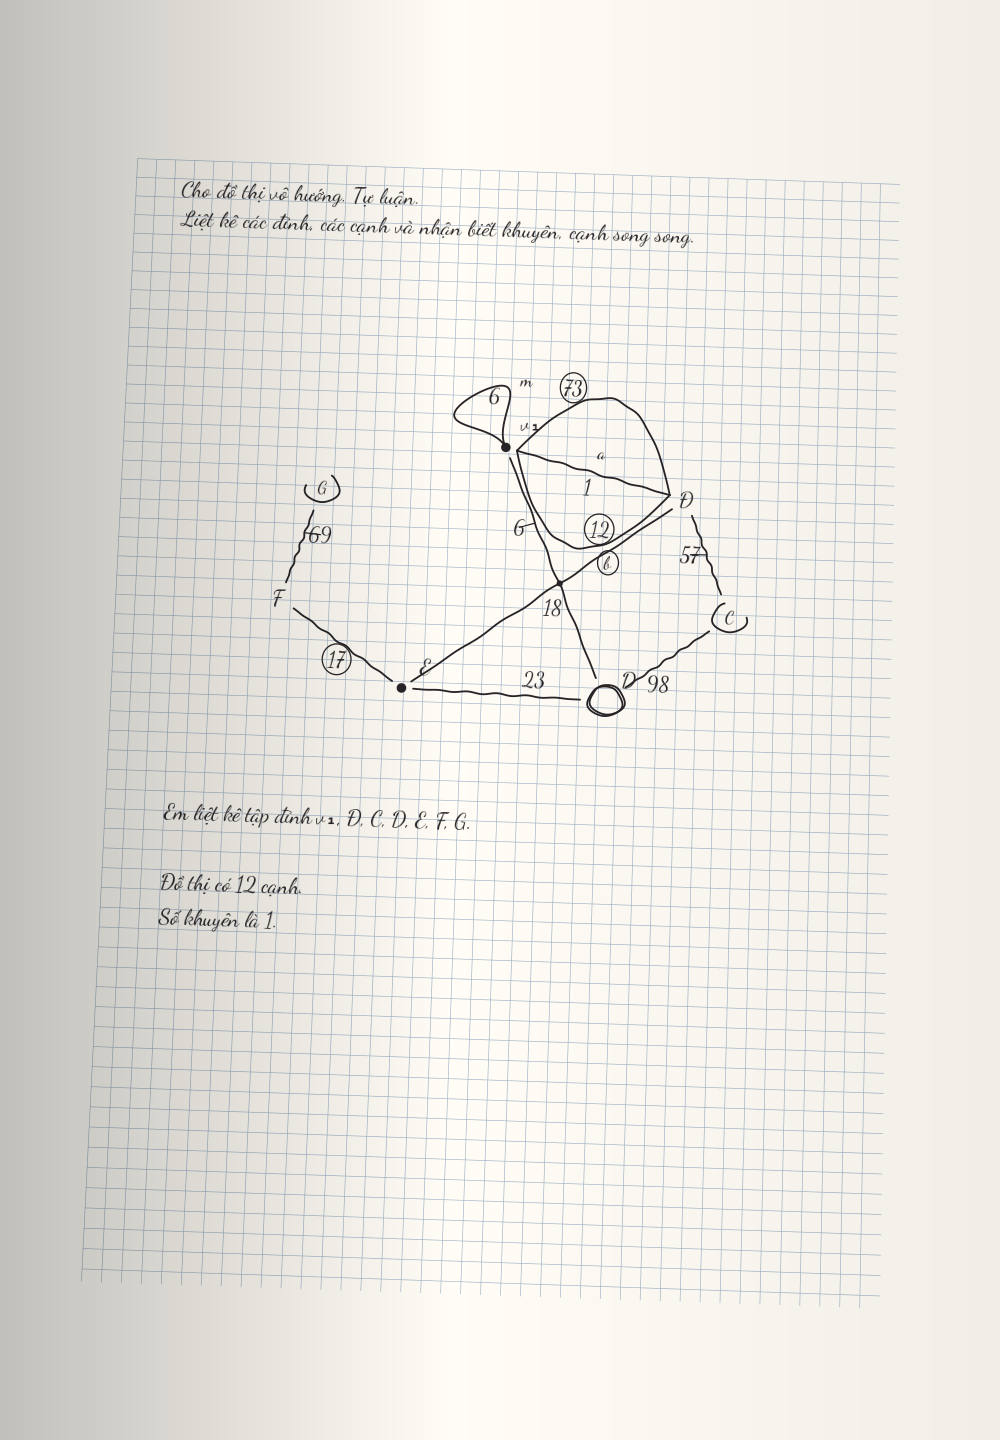 Cho đồ thị vô hướng. Tự luận.
Liệt kê các đỉnh, các cạnh và nhận biết khuyên, cạnh song song.
6
m
73
v₁
a
1
Đ
G
69
6
12
b
57
F
18
C
17
E
23
D
98
Em liệt kê tập đỉnh v₁, Đ, C, D, E, F, G.
Đồ thị có 12 cạnh.
Số khuyên là 1.